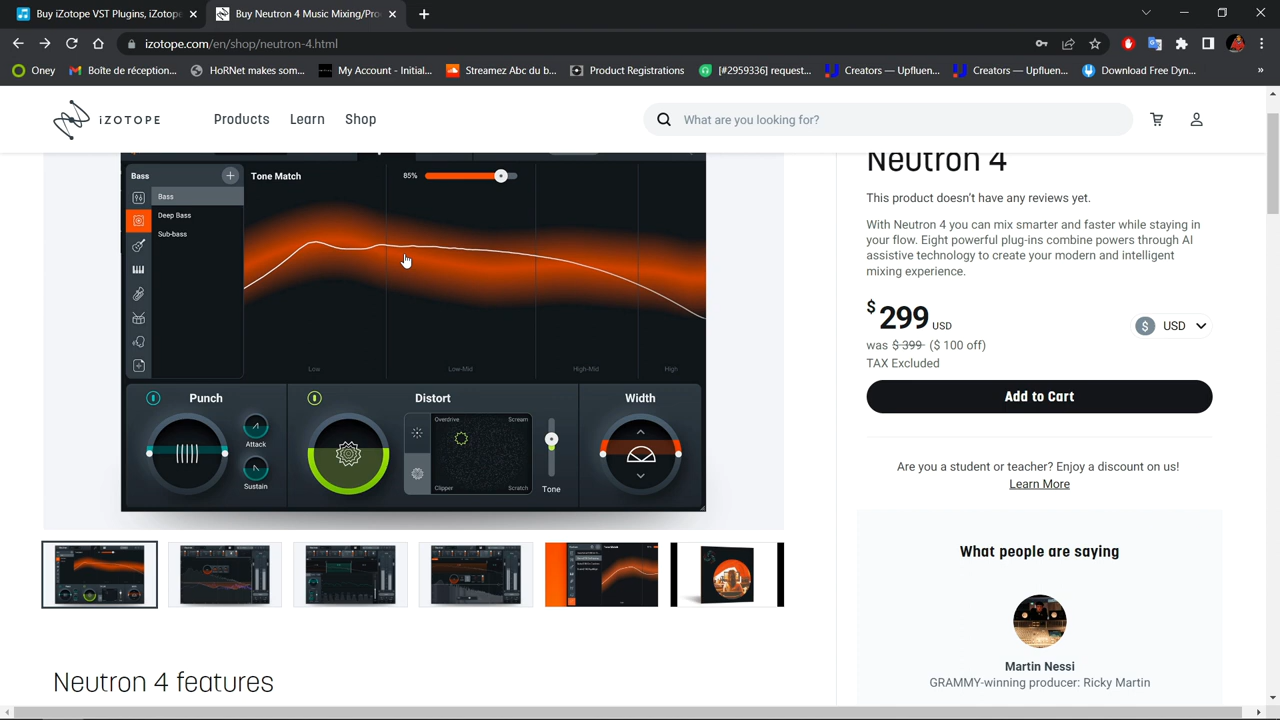 Buy iZotope VST Plugins, iZotope
Buy Neutron 4 Music Mixing/Pro
izotope.com/en/shop/neutron-4.html
Oney
Boîte de réception...
HoRNet makes som...
My Account - Initial...
Streamez Abc du b...
Product Registrations
[#2959336] request...
Creators — Upfluen...
Creators — Upfluen...
Download Free Dyn...
»
iZOTOPE
Products
Learn
Shop
What are you looking for?
Bass
Tone Match
85%
Bass
Deep Bass
Sub-bass
Low
Low-Mid
High-Mid
High
Punch
Attack
Sustain
Distort
Overdrive
Scream
Clipper
Scratch
Tone
Width
Neutron 4
This product doesn't have any reviews yet.
With Neutron 4 you can mix smarter and faster while staying in
your flow. Eight powerful plug-ins combine powers through AI
assistive technology to create your modern and intelligent
mixing experience.
$ 299 USD
$ USD
was $ 399 ($ 100 off)
TAX Excluded
Add to Cart
Are you a student or teacher? Enjoy a discount on us!
Learn More
What people are saying
Martin Nessi
GRAMMY-winning producer: Ricky Martin
Neutron 4 features